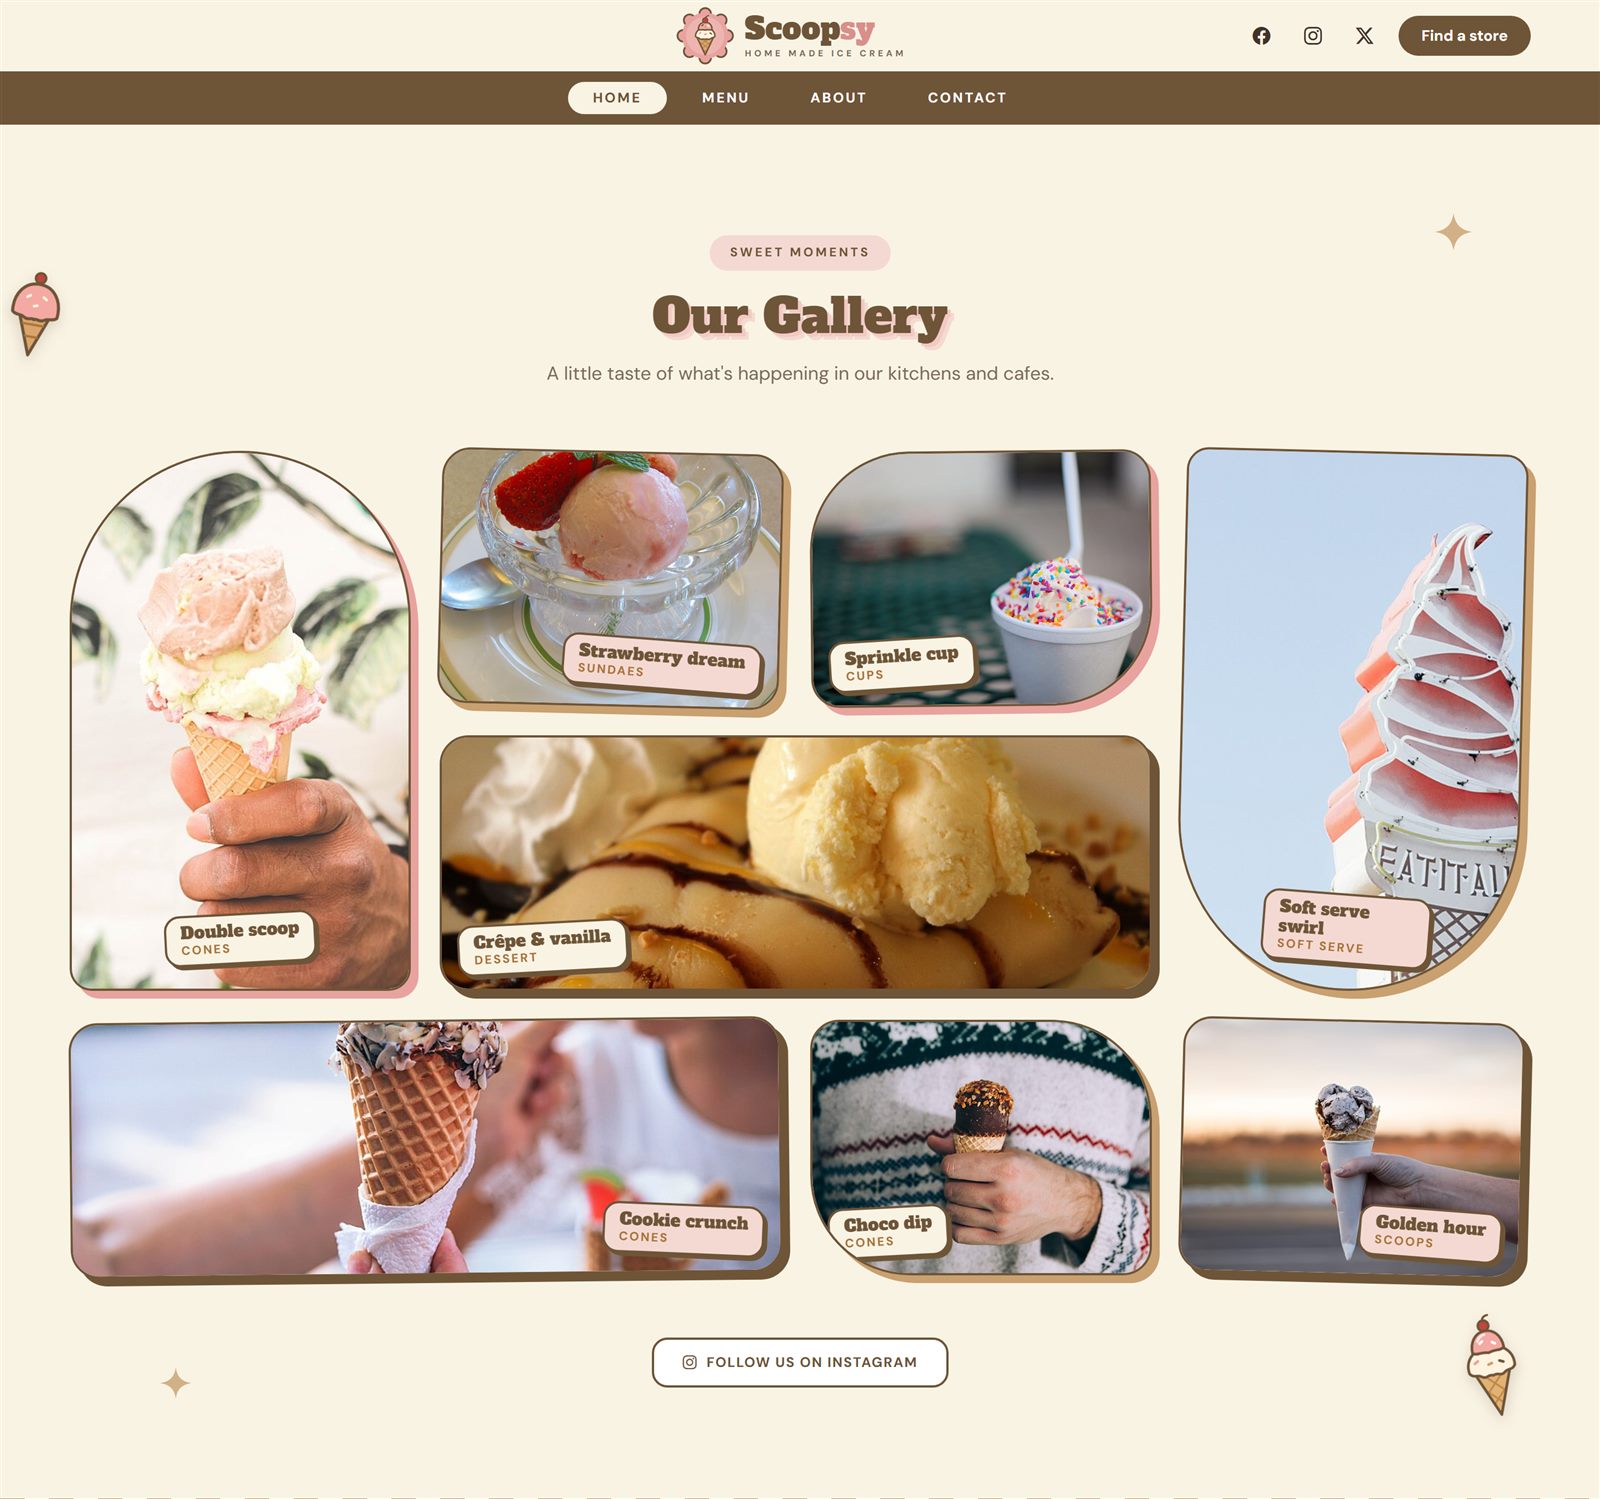 Scoopsy
HOME MADE ICE CREAM
Find a store
HOME
MENU
ABOUT
CONTACT
SWEET MOMENTS
Our Gallery
A little taste of what's happening in our kitchens and cafes.
Strawberry dream
SUNDAES
Sprinkle cup
CUPS
EATITALY
Double scoop
CONES
Crêpe & vanilla
DESSERT
Soft serve
swirl
SOFT SERVE
Cookie crunch
CONES
Choco dip
CONES
Golden hour
SCOOPS
FOLLOW US ON INSTAGRAM